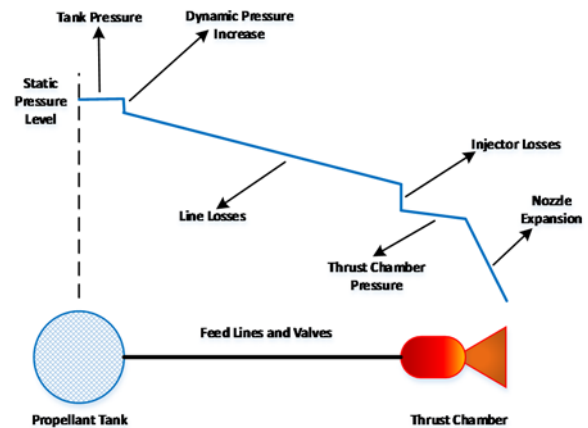 Tank Pressure
Dynamic Pressure
Increase
Static
Pressure
Level
Injector Losses
Line Losses
Nozzle
Expansion
Thrust Chamber
Pressure
Feed Lines and Valves
Propellant Tank
Thrust Chamber